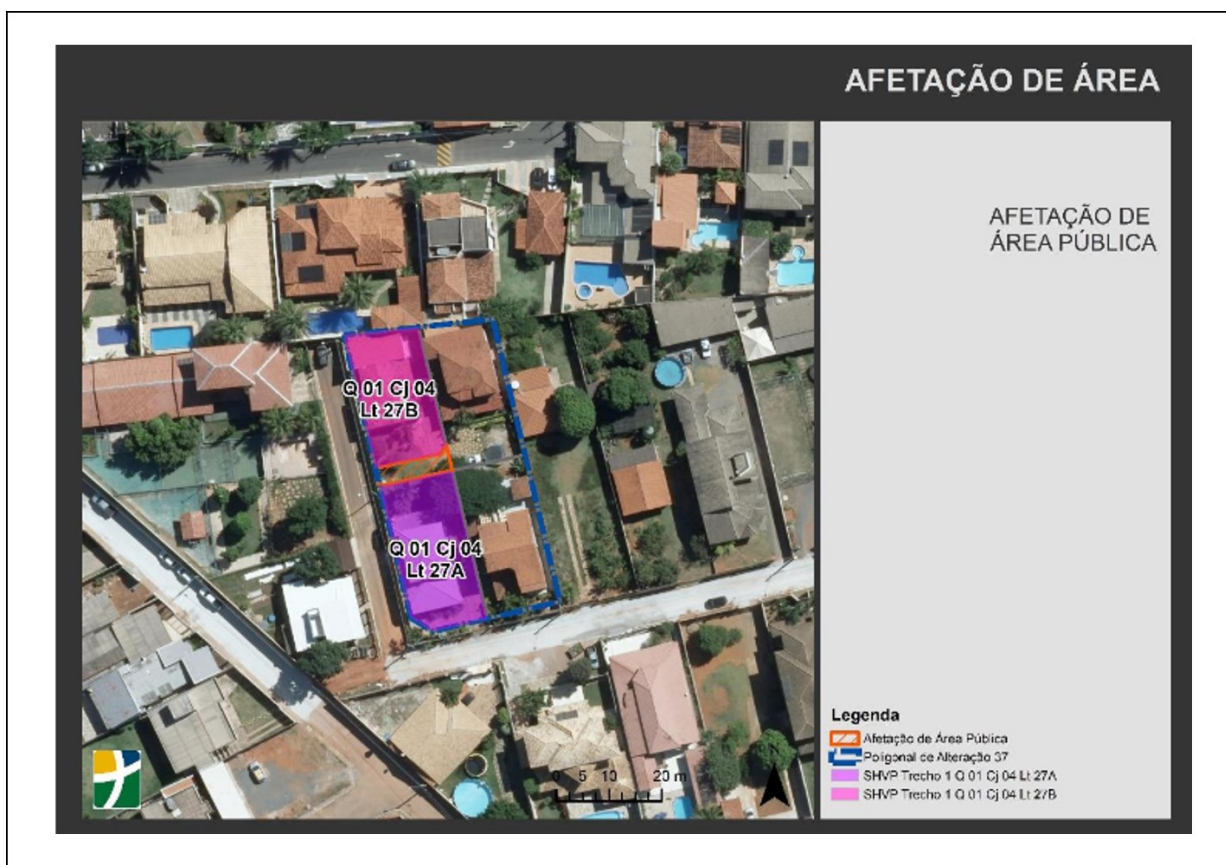 AFETAÇÃO DE ÁREA
AFETAÇÃO DE
ÁREA PÚBLICA
Q 01 Cj 04
Lt 27B
Q 01 Cj 04
Lt 27A
0 5 10 20 m
Legenda
Afetação de Área Pública
Poligonal de Alteração 37
SHVP Trecho 1 Q 01 Cj 04 Lt 27A
SHVP Trecho 1 Q 01 Cj 04 Lt 27B